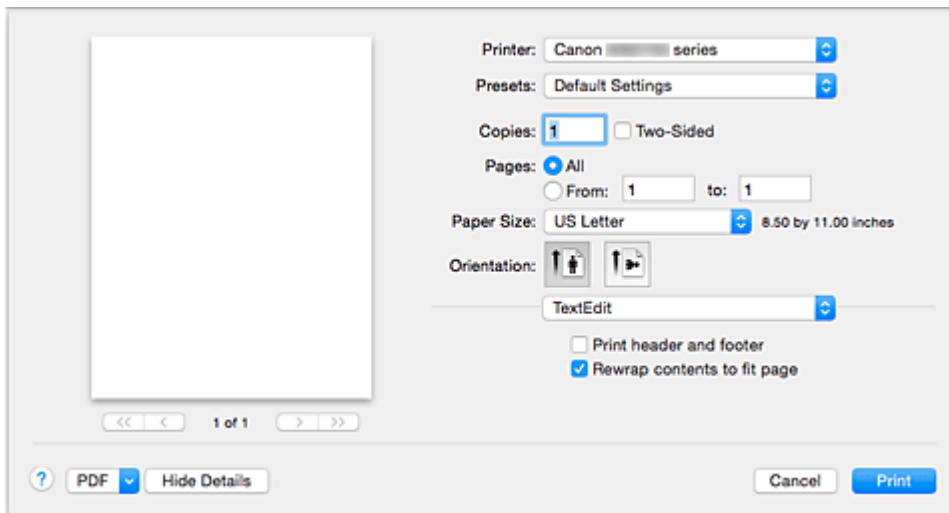 Printer: Canon series
Presets: Default Settings
Copies: 1 Two-Sided
Pages: All
From: 1 to: 1
Paper Size: US Letter 8.50 by 11.00 inches
Orientation:
TextEdit
Print header and footer
Rewrap contents to fit page
<< < 1 of 1 > >>
? PDF Hide Details Cancel Print